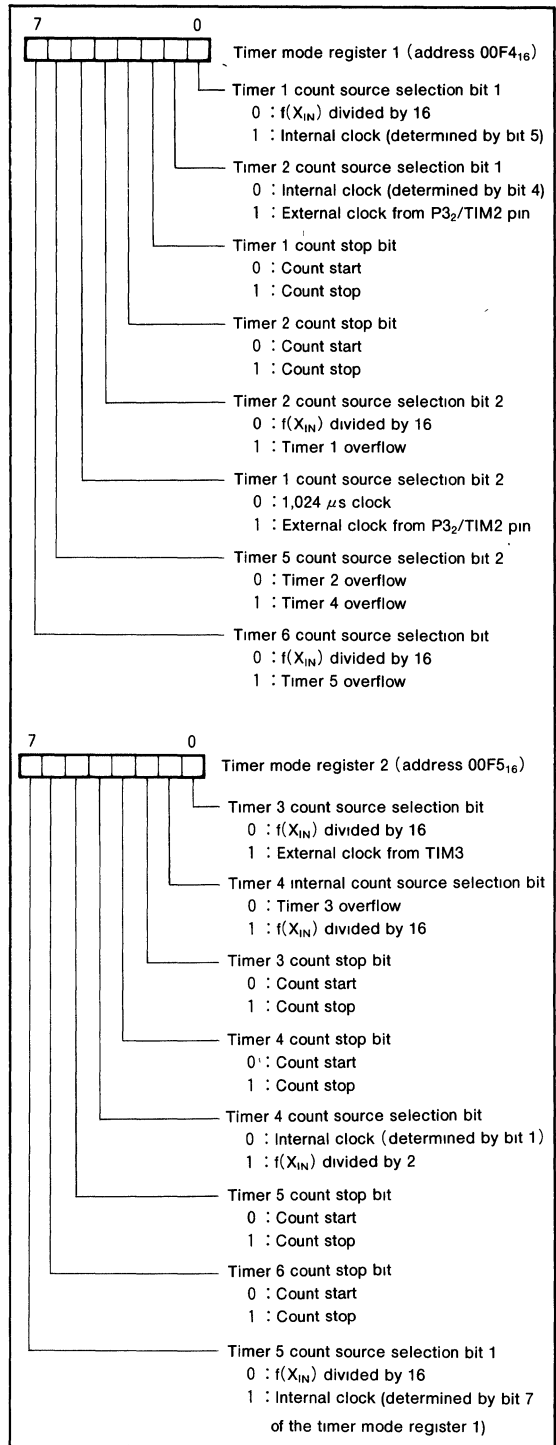 7 0
Timer mode register 1 (address 00F4₁₆)
Timer 1 count source selection bit 1
0 : f(X_IN) divided by 16
1 : Internal clock (determined by bit 5)
Timer 2 count source selection bit 1
0 : Internal clock (determined by bit 4)
1 : External clock from P3₂/TIM2 pin
Timer 1 count stop bit
0 : Count start
1 : Count stop
Timer 2 count stop bit
0 : Count start
1 : Count stop
Timer 2 count source selection bit 2
0 : f(X_IN) divided by 16
1 : Timer 1 overflow
Timer 1 count source selection bit 2
0 : 1,024 μs clock
1 : External clock from P3₂/TIM2 pin
Timer 5 count source selection bit 2
0 : Timer 2 overflow
1 : Timer 4 overflow
Timer 6 count source selection bit
0 : f(X_IN) divided by 16
1 : Timer 5 overflow
7 0
Timer mode register 2 (address 00F5₁₆)
Timer 3 count source selection bit
0 : f(X_IN) divided by 16
1 : External clock from TIM3
Timer 4 internal count source selection bit
0 : Timer 3 overflow
1 : f(X_IN) divided by 16
Timer 3 count stop bit
0 : Count start
1 : Count stop
Timer 4 count stop bit
0 : Count start
1 : Count stop
Timer 4 count source selection bit
0 : Internal clock (determined by bit 1)
1 : f(X_IN) divided by 2
Timer 5 count stop bit
0 : Count start
1 : Count stop
Timer 6 count stop bit
0 : Count start
1 : Count stop
Timer 5 count source selection bit 1
0 : f(X_IN) divided by 16
1 : Internal clock (determined by bit 7
of the timer mode register 1)